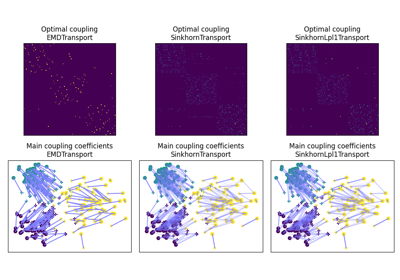 Optimal coupling
EMDTransport
Optimal coupling
SinkhornTransport
Optimal coupling
SinkhornLpl1Transport
Main coupling coefficients
EMDTransport
Main coupling coefficients
SinkhornTransport
Main coupling coefficients
SinkhornLpl1Transport